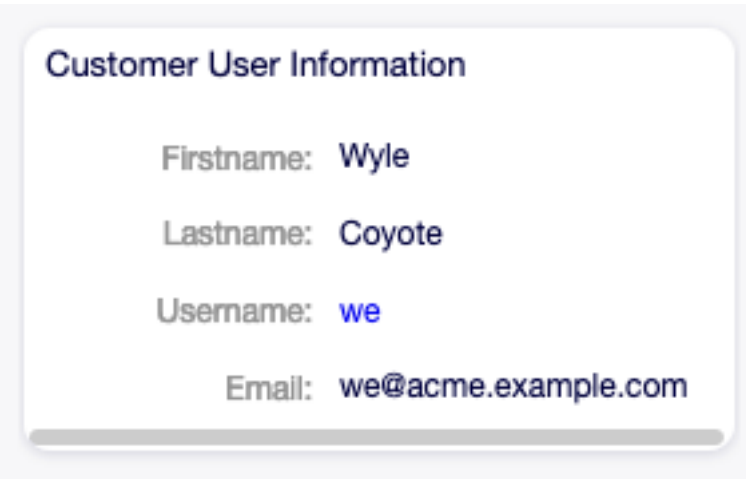 Customer User Information
Firstname: Wyle
Lastname: Coyote
Username: we
Email: we@acme.example.com